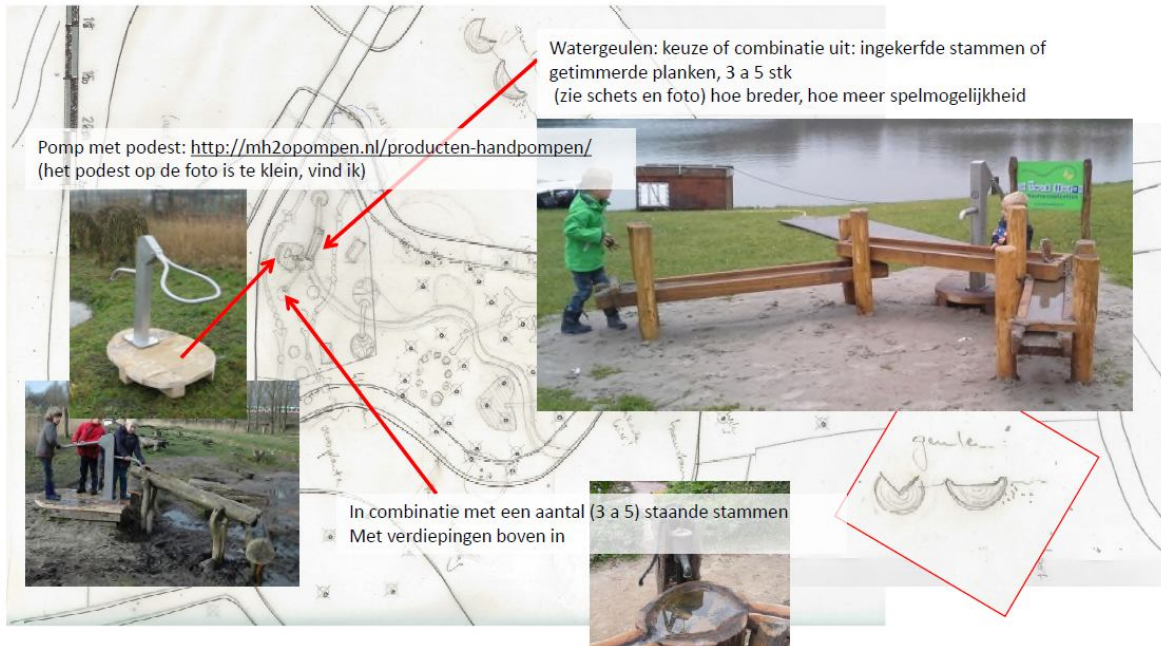 Watergeulen: keuze of combinatie uit: ingekerfde stammen of
getimmerde planken, 3 a 5 stk
(zie schets en foto) hoe breder, hoe meer spelmogelijkheid
Pomp met podest: http://mh2opompen.nl/producten-handpompen/
(het podest op de foto is te klein, vind ik)
In combinatie met een aantal (3 a 5) staande stammen
Met verdiepingen boven in
geulen: